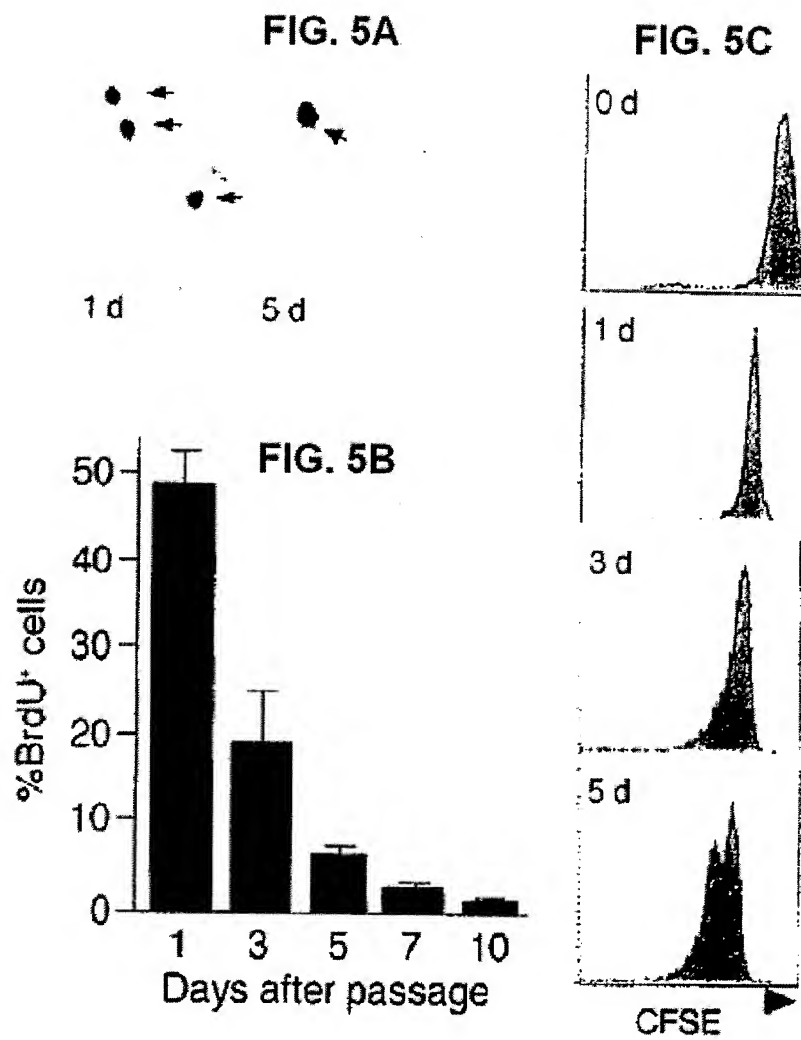 FIG. 5A
1 d
5 d
FIG. 5B
%BrdU⁺ cells
50
40
30
20
10
0
1 3 5 7 10
Days after passage
FIG. 5C
0 d
1 d
3 d
5 d
CFSE